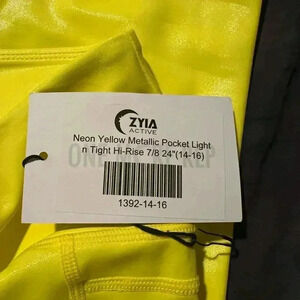 ZYIA
ACTIVE
Neon Yellow Metallic Pocket Light
n Tight Hi-Rise 7/8 24"(14-16)
1392-14-16